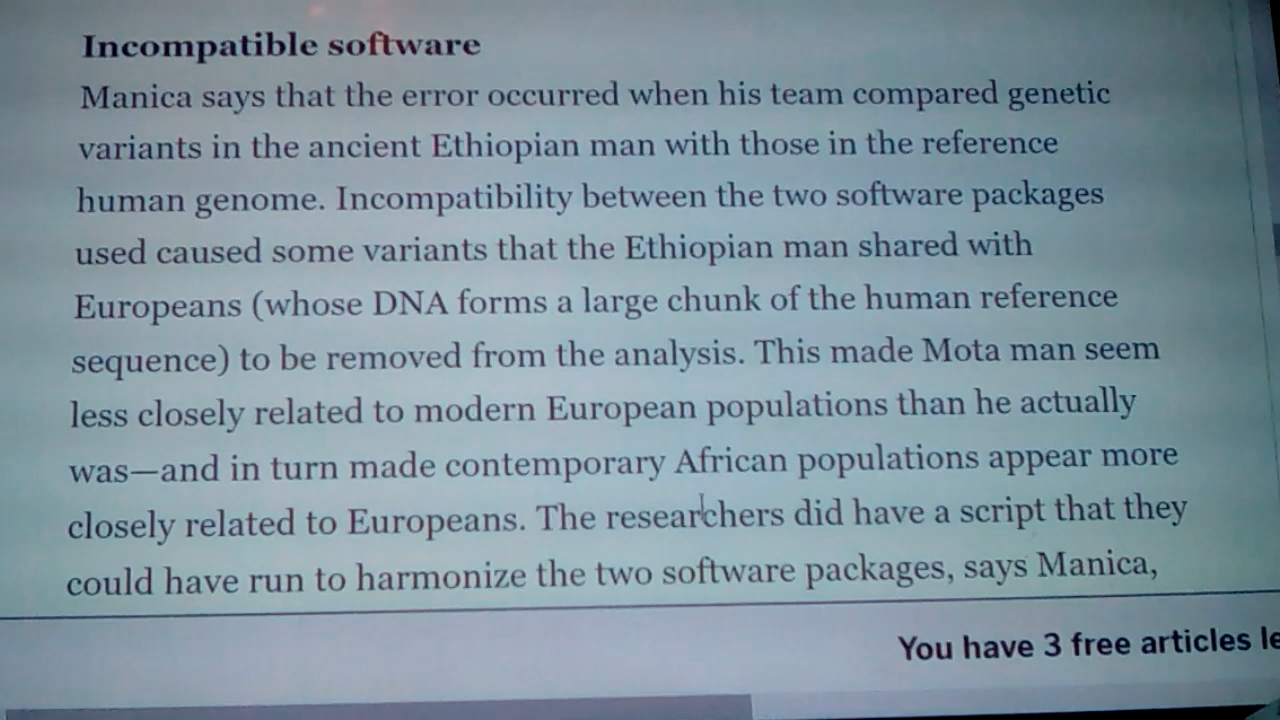 Incompatible software
Manica says that the error occurred when his team compared genetic
variants in the ancient Ethiopian man with those in the reference
human genome. Incompatibility between the two software packages
used caused some variants that the Ethiopian man shared with
Europeans (whose DNA forms a large chunk of the human reference
sequence) to be removed from the analysis. This made Mota man seem
less closely related to modern European populations than he actually
was—and in turn made contemporary African populations appear more
closely related to Europeans. The researchers did have a script that they
could have run to harmonize the two software packages, says Manica,
You have 3 free articles le